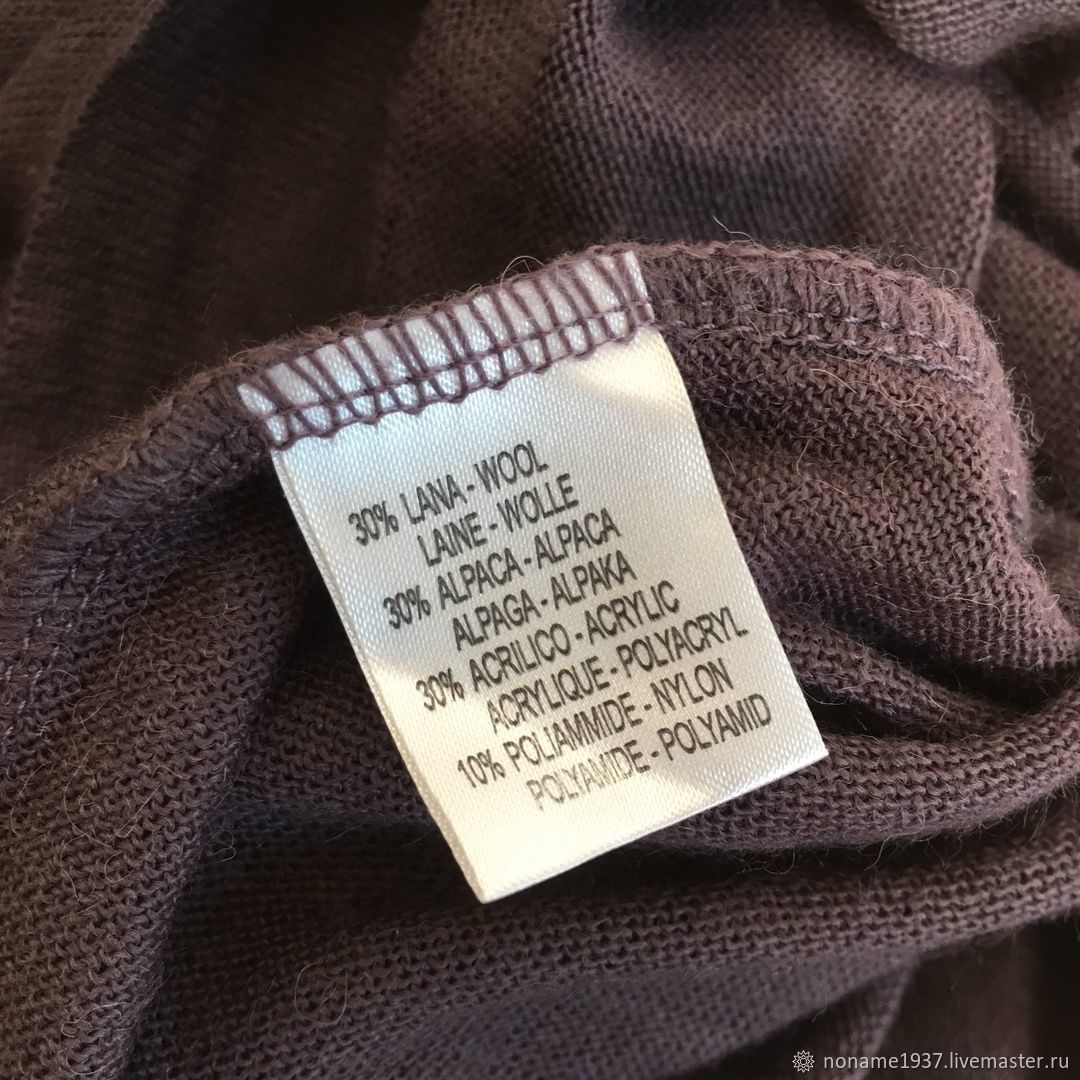 30% LANA - WOOL
LAINE - WOLLE
30% ALPACA - ALPACA
ALPAGA - ALPAKA
30% ACRILICO - ACRYLIC
ACRYLIQUE - POLYACRYL
10% POLIAMMIDE - NYLON
POLYAMIDE - POLYAMID
noname1937.livemaster.ru